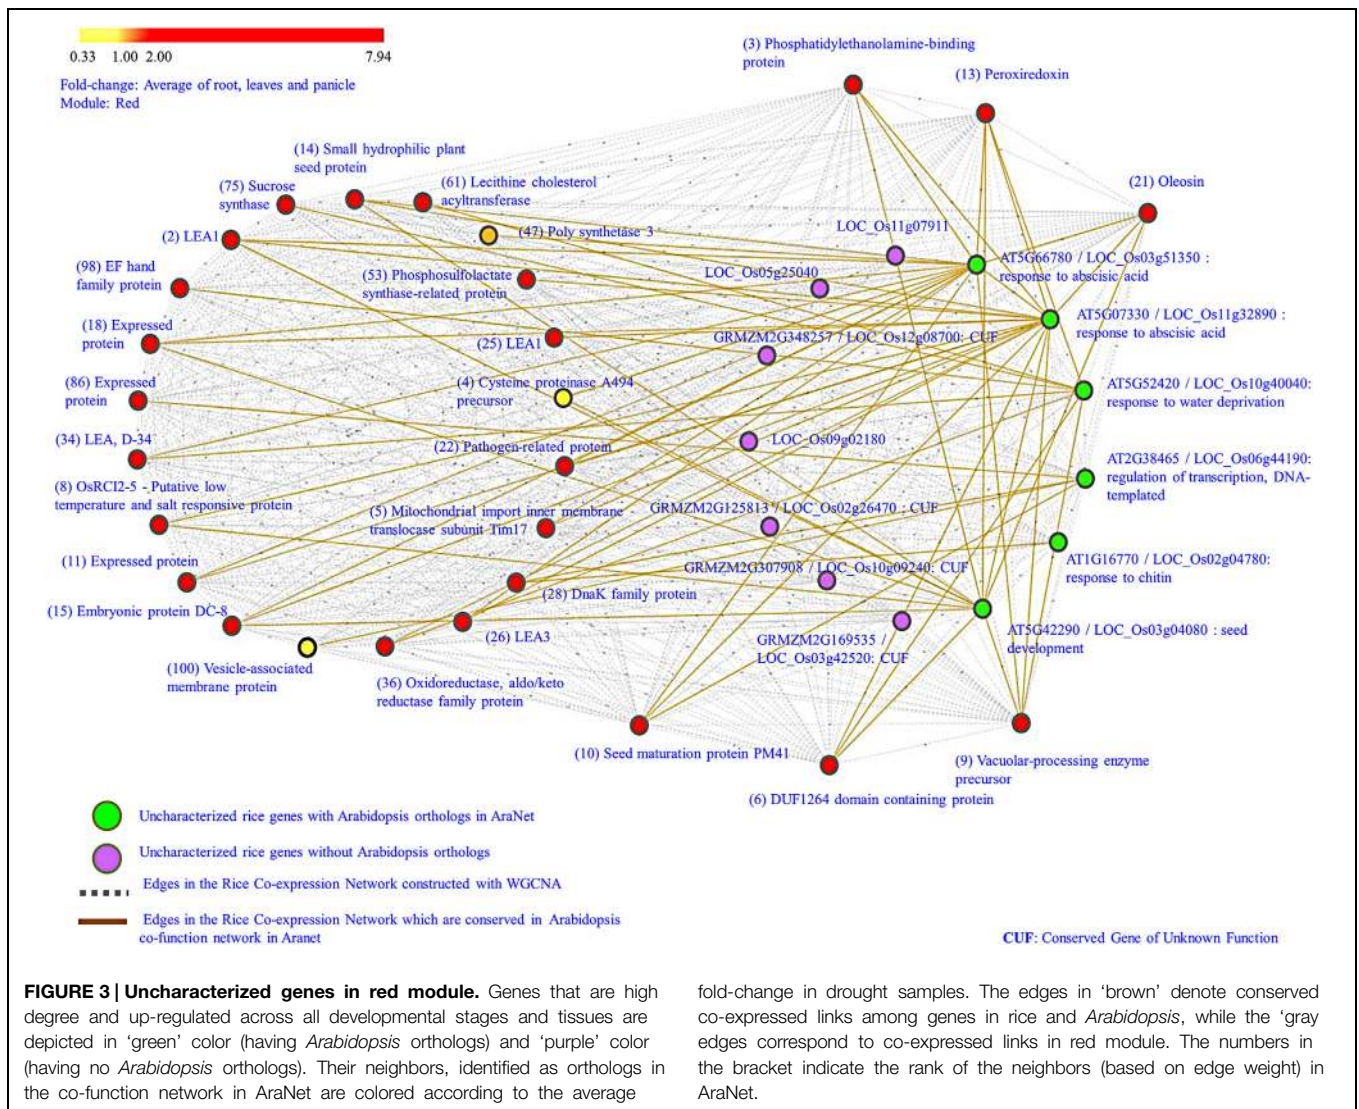 0.33 1.00 2.00 7.94
Fold-change: Average of root, leaves and panicle
Module: Red
(3) Phosphatidylethanolamine-binding
protein
(13) Peroxiredoxin
(14) Small hydrophilic plant
seed protein
(75) Sucrose
synthase
(61) Lecithine cholesterol
acyltransferase
(21) Oleosin
(2) LEA1
(47) Poly synthetase 3
LOC_Os11g07911
(98) EF hand
family protein
(53) Phosphosulfolactate
synthase-related protein
LOC_Os05g25040
AT5G66780 / LOC_Os03g51350 :
response to abscisic acid
(18) Expressed
protein
(25) LEA1
GRMZM2G348257 / LOC_Os12g08700: CUF
AT5G07330 / LOC_Os11g32890 :
response to abscisic acid
(86) Expressed
protein
(4) Cysteine proteinase A494
precursor
AT5G52420 / LOC_Os10g40040:
response to water deprivation
(34) LEA, D-34
(22) Pathogen-related protein
LOC_Os09g02180
AT2G38465 / LOC_Os06g44190:
regulation of transcription, DNA-
templated
(8) OsRCI2-5 - Putative low
temperature and salt responsive protein
(5) Mitochondrial import inner membrane
translocase subunit Tim17
GRMZM2G125813 / LOC_Os02g26470 : CUF
(11) Expressed protein
GRMZM2G307908 / LOC_Os10g09240: CUF
AT1G16770 / LOC_Os02g04780:
response to chitin
(15) Embryonic protein DC-8
(28) DnaK family protein
(26) LEA3
GRMZM2G169535 /
LOC_Os03g42520: CUF
AT5G42290 / LOC_Os03g04080 : seed
development
(100) Vesicle-associated
membrane protein
(36) Oxidoreductase, aldo/keto
reductase family protein
(10) Seed maturation protein PM41
(9) Vacuolar-processing enzyme
precursor
(6) DUF1264 domain containing protein
Uncharacterized rice genes with Arabidopsis orthologs in AraNet
Uncharacterized rice genes without Arabidopsis orthologs
Edges in the Rice Co-expression Network constructed with WGCNA
Edges in the Rice Co-expression Network which are conserved in Arabidopsis
co-function network in Aranet
CUF: Conserved Gene of Unknown Function
FIGURE 3 | Uncharacterized genes in red module. Genes that are high
degree and up-regulated across all developmental stages and tissues are
depicted in ‘green’ color (having Arabidopsis orthologs) and ‘purple’ color
(having no Arabidopsis orthologs). Their neighbors, identified as orthologs in
the co-function network in AraNet are colored according to the average
fold-change in drought samples. The edges in ‘brown’ denote conserved
co-expressed links among genes in rice and Arabidopsis, while the ‘gray
edges correspond to co-expressed links in red module. The numbers in
the bracket indicate the rank of the neighbors (based on edge weight) in
AraNet.